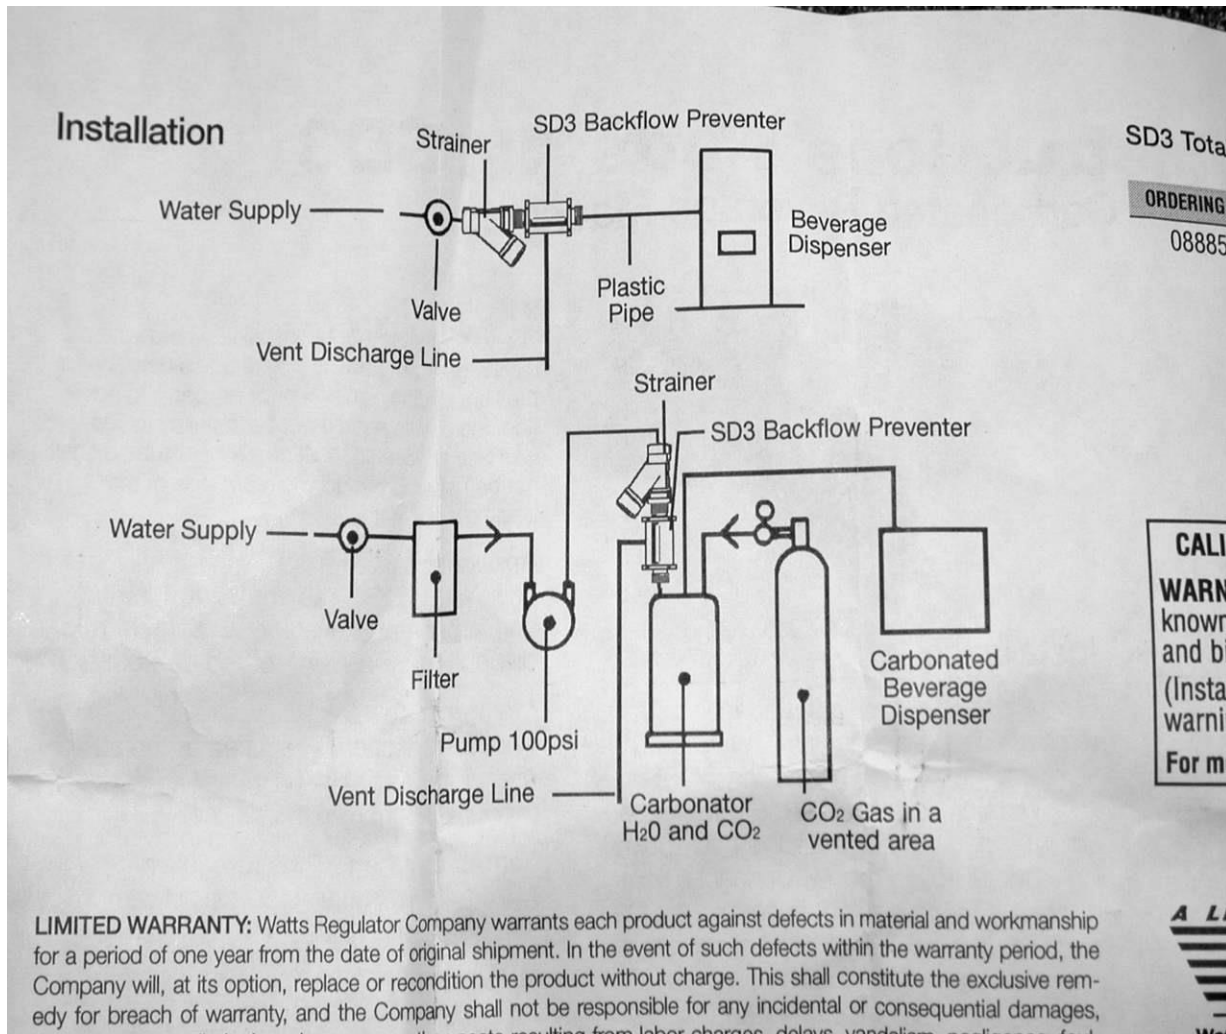 Installation
Strainer
SD3 Backflow Preventer
Water Supply
Beverage
Dispenser
Plastic
Pipe
Valve
Vent Discharge Line
Strainer
SD3 Backflow Preventer
Water Supply
Valve
Filter
Carbonated
Beverage
Dispenser
Pump 100psi
Vent Discharge Line
Carbonator
H20 and CO2
CO2 Gas in a
vented area
SD3 Tota
ORDERING
08885
CALI
WARN
known
and bi
(Insta
warni
For m
LIMITED WARRANTY: Watts Regulator Company warrants each product against defects in material and workmanship
for a period of one year from the date of original shipment. In the event of such defects within the warranty period, the
Company will, at its option, replace or recondition the product without charge. This shall constitute the exclusive rem-
edy for breach of warranty, and the Company shall not be responsible for any incidental or consequential damages,
A